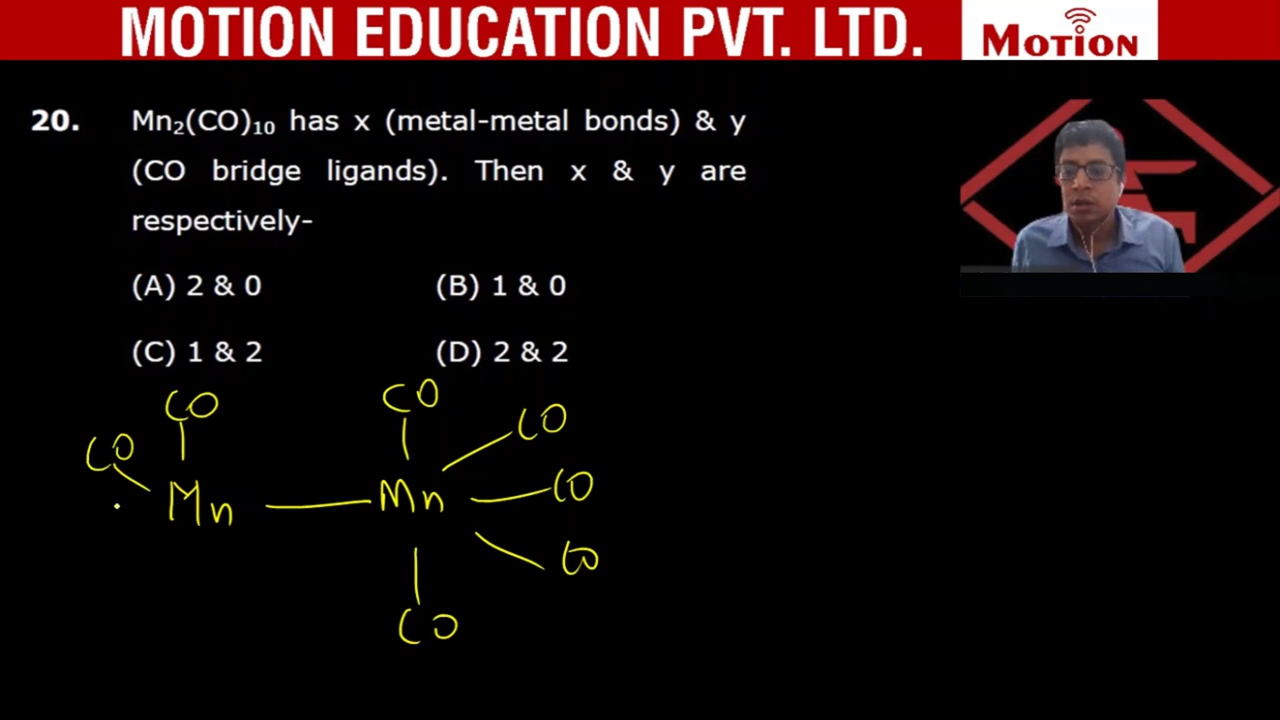 MOTION EDUCATION PVT. LTD.
MOTION
20. Mn₂(CO)₁₀ has x (metal-metal bonds) & y
(CO bridge ligands). Then x & y are
respectively-
(A) 2 & 0 (B) 1 & 0
(C) 1 & 2 (D) 2 & 2
CO CO CO
CO
Mn Mn CO
CO
CO